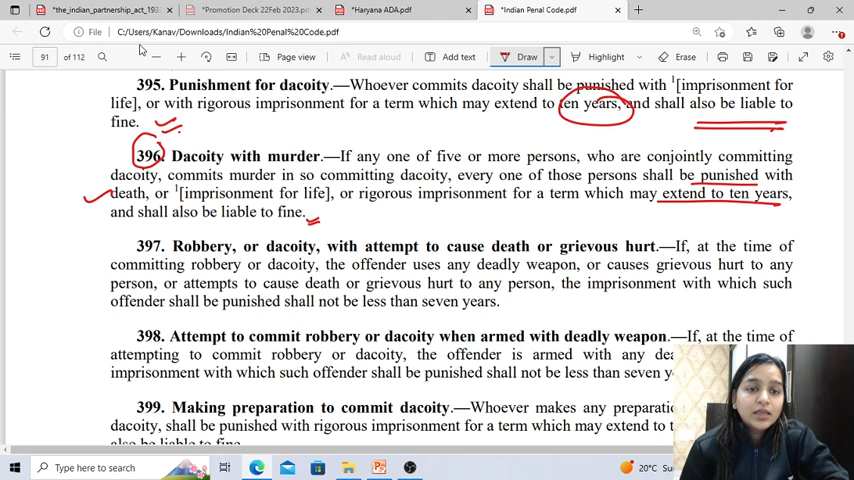 *the_indian_partnership_act_193
*Promotion Deck 22Feb 2023.pdf
*Haryana ADA.pdf
*Indian Penal Code.pdf
File C:/Users/Kanav/Downloads/Indian%20Penal%20Code.pdf
91 of 112 Page view Read aloud Draw Highlight Erase
395. Punishment for dacoity.—Whoever commits dacoity shall be punished with 1[imprisonment for
life], or with rigorous imprisonment for a term which may extend to ten years, and shall also be liable to
fine.
396. Dacoity with murder.—If any one of five or more persons, who are conjointly committing
dacoity, commits murder in so committing dacoity, every one of those persons shall be punished with
death, or 1[imprisonment for life], or rigorous imprisonment for a term which may extend to ten years,
and shall also be liable to fine.
397. Robbery, or dacoity, with attempt to cause death or grievous hurt.—If, at the time of
committing robbery or dacoity, the offender uses any deadly weapon, or causes grievous hurt to any
person, or attempts to cause death or grievous hurt to any person, the imprisonment with which such
offender shall be punished shall not be less than seven years.
398. Attempt to commit robbery or dacoity when armed with deadly weapon.—If, at the time of
attempting to commit robbery or dacoity, the offender is armed with any
imprisonment with which such offender shall be punished shall not be less than seven
399. Making preparation to commit dacoity.—Whoever makes any
dacoity, shall be punished with rigorous imprisonment for a term which may extend to
also be liable to fine.
Type here to search
20°C